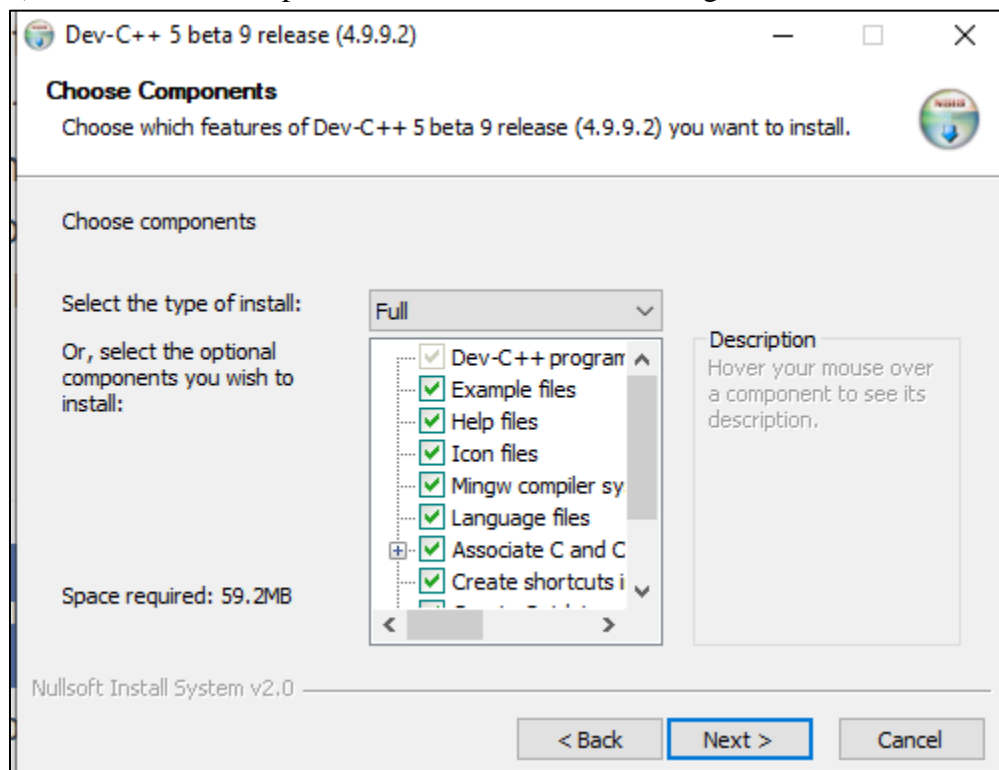 Dev-C++ 5 beta 9 release (4.9.9.2)
Choose Components
Choose which features of Dev-C++ 5 beta 9 release (4.9.9.2) you want to install.
Choose components
Select the type of install:
Full
Or, select the optional
components you wish to
install:
Dev-C++ program
Example files
Help files
Icon files
Mingw compiler sy
Language files
Associate C and C
Create shortcuts i
Description
Hover your mouse over
a component to see its
description.
Space required: 59.2MB
Nullsoft Install System v2.0
< Back
Next >
Cancel